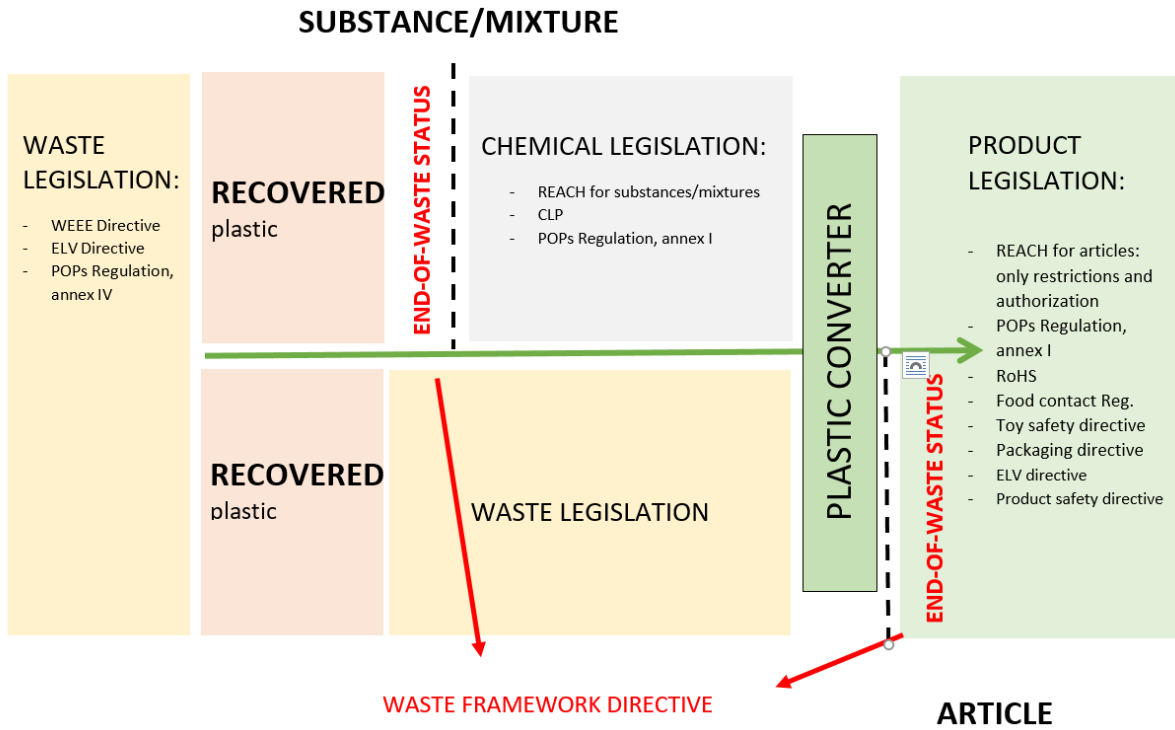 SUBSTANCE/MIXTURE
WASTE
LEGISLATION:
- WEEE Directive
- ELV Directive
- POPs Regulation,
annex IV
RECOVERED
plastic
END-OF-WASTE STATUS
CHEMICAL LEGISLATION:
- REACH for substances/mixtures
- CLP
- POPs Regulation, annex I
PLASTIC CONVERTER
PRODUCT
LEGISLATION:
- REACH for articles:
only restrictions and
authorization
- POPs Regulation,
annex I
- RoHS
- Food contact Reg.
- Toy safety directive
- Packaging directive
- ELV directive
- Product safety directive
RECOVERED
plastic
WASTE LEGISLATION
END-OF-WASTE STATUS
WASTE FRAMEWORK DIRECTIVE
ARTICLE